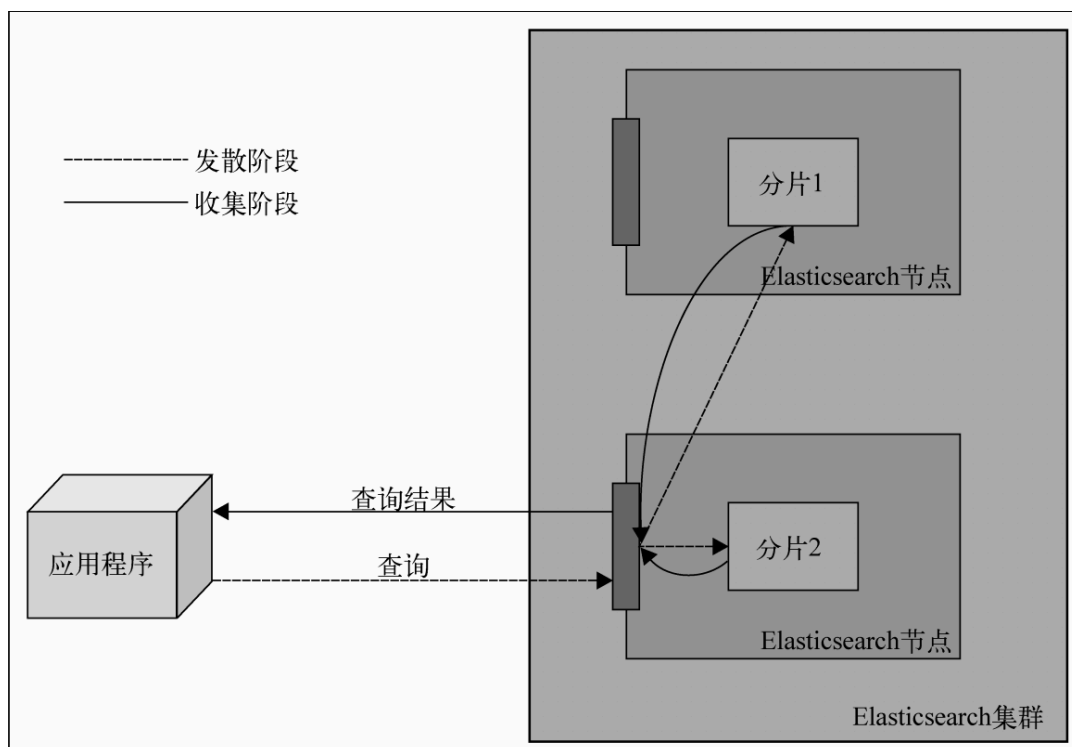 发散阶段
收集阶段
分片1
Elasticsearch节点
查询结果
应用程序
查询
分片2
Elasticsearch节点
Elasticsearch集群